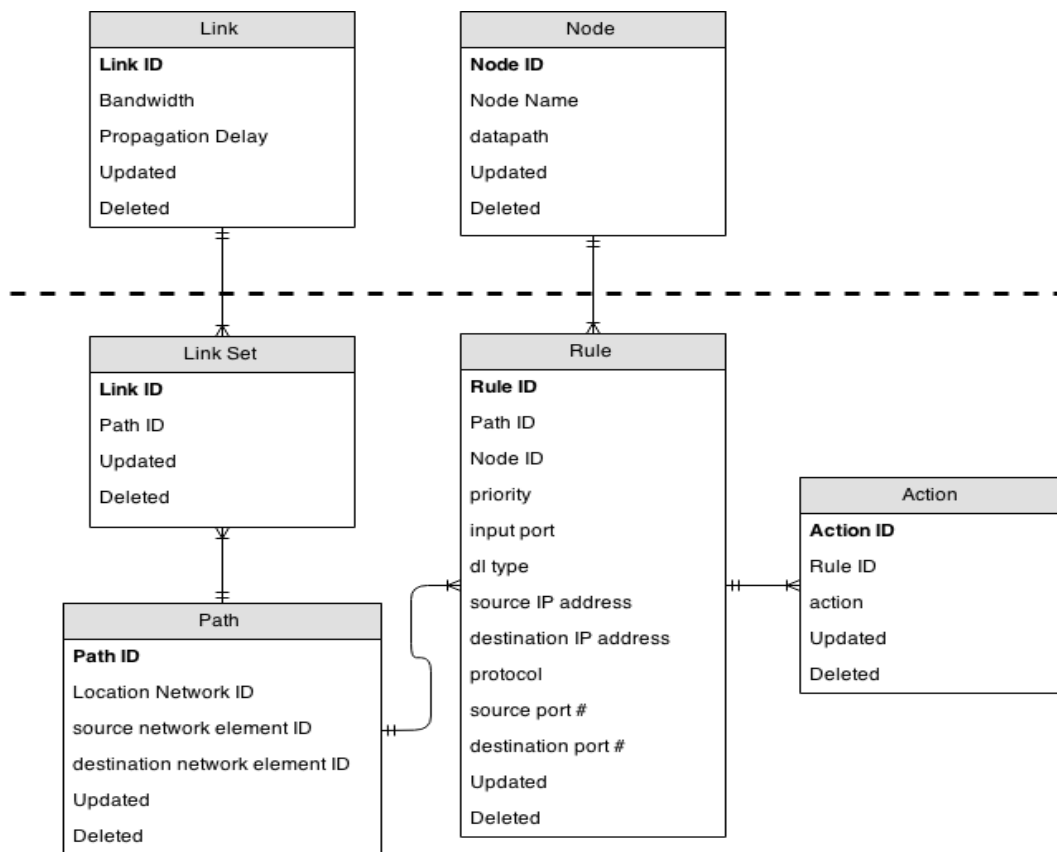 Link
Link ID
Bandwidth
Propagation Delay
Updated
Deleted
Node
Node ID
Node Name
datapath
Updated
Deleted
Link Set
Link ID
Path ID
Updated
Deleted
Rule
Rule ID
Path ID
Node ID
priority
input port
dl type
source IP address
destination IP address
protocol
source port #
destination port #
Updated
Deleted
Action
Action ID
Rule ID
action
Updated
Deleted
Path
Path ID
Location Network ID
source network element ID
destination network element ID
Updated
Deleted